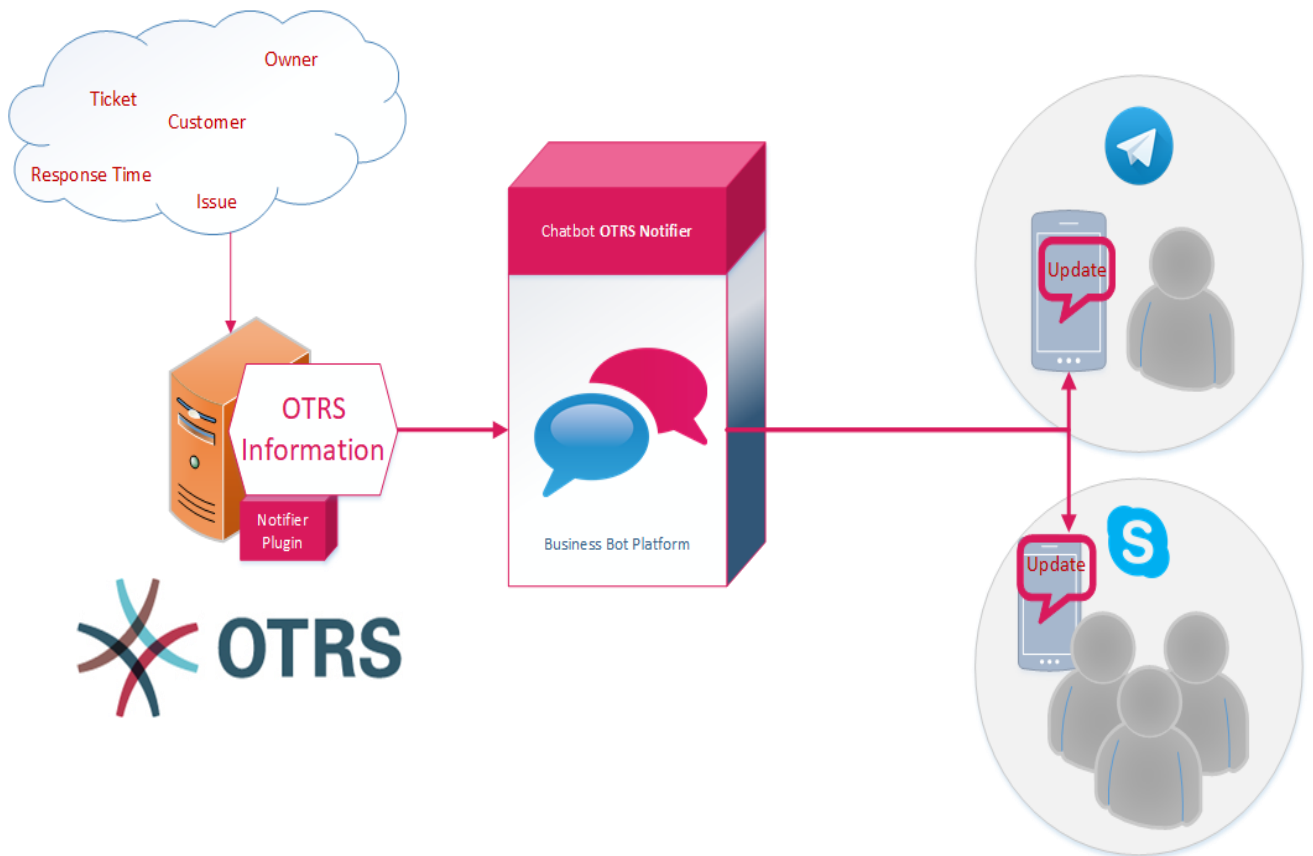 Owner
Ticket
Customer
Response Time
Issue
Chatbot OTRS Notifier
Update
OTRS
Information
Notifier
Plugin
Business Bot Platform
S
Update
OTRS